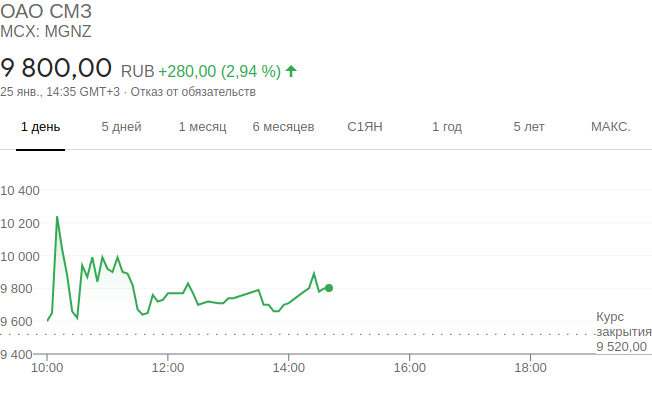 ОАО СМЗ
MCX: MGNZ
9 800,00 RUB +280,00 (2,94 %)
25 янв., 14:35 GMT+3 · Отказ от обязательств
1 день 5 дней 1 месяц 6 месяцев С1ЯН 1 год 5 лет МАКС.
10 400
10 200
10 000
9 800
9 600
9 400
Курс
закрытия
9 520,00
10:00 12:00 14:00 16:00 18:00